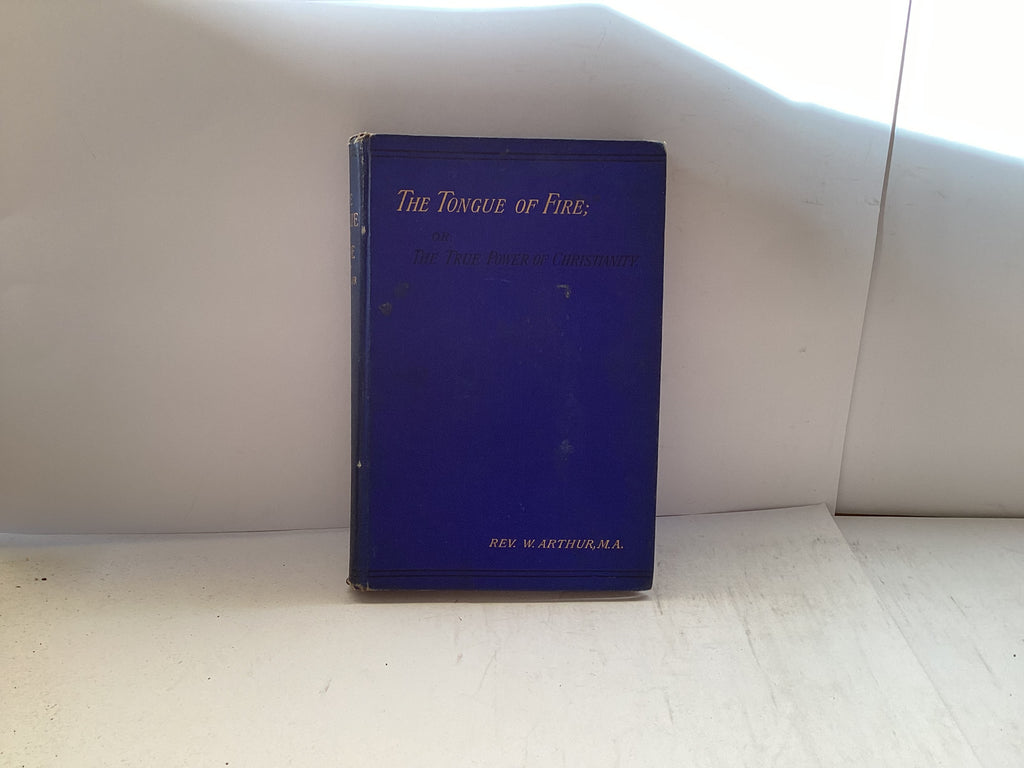 THE TONGUE OF FIRE;
OR
THE TRUE POWER OF CHRISTIANITY.
REV. W. ARTHUR, M.A.